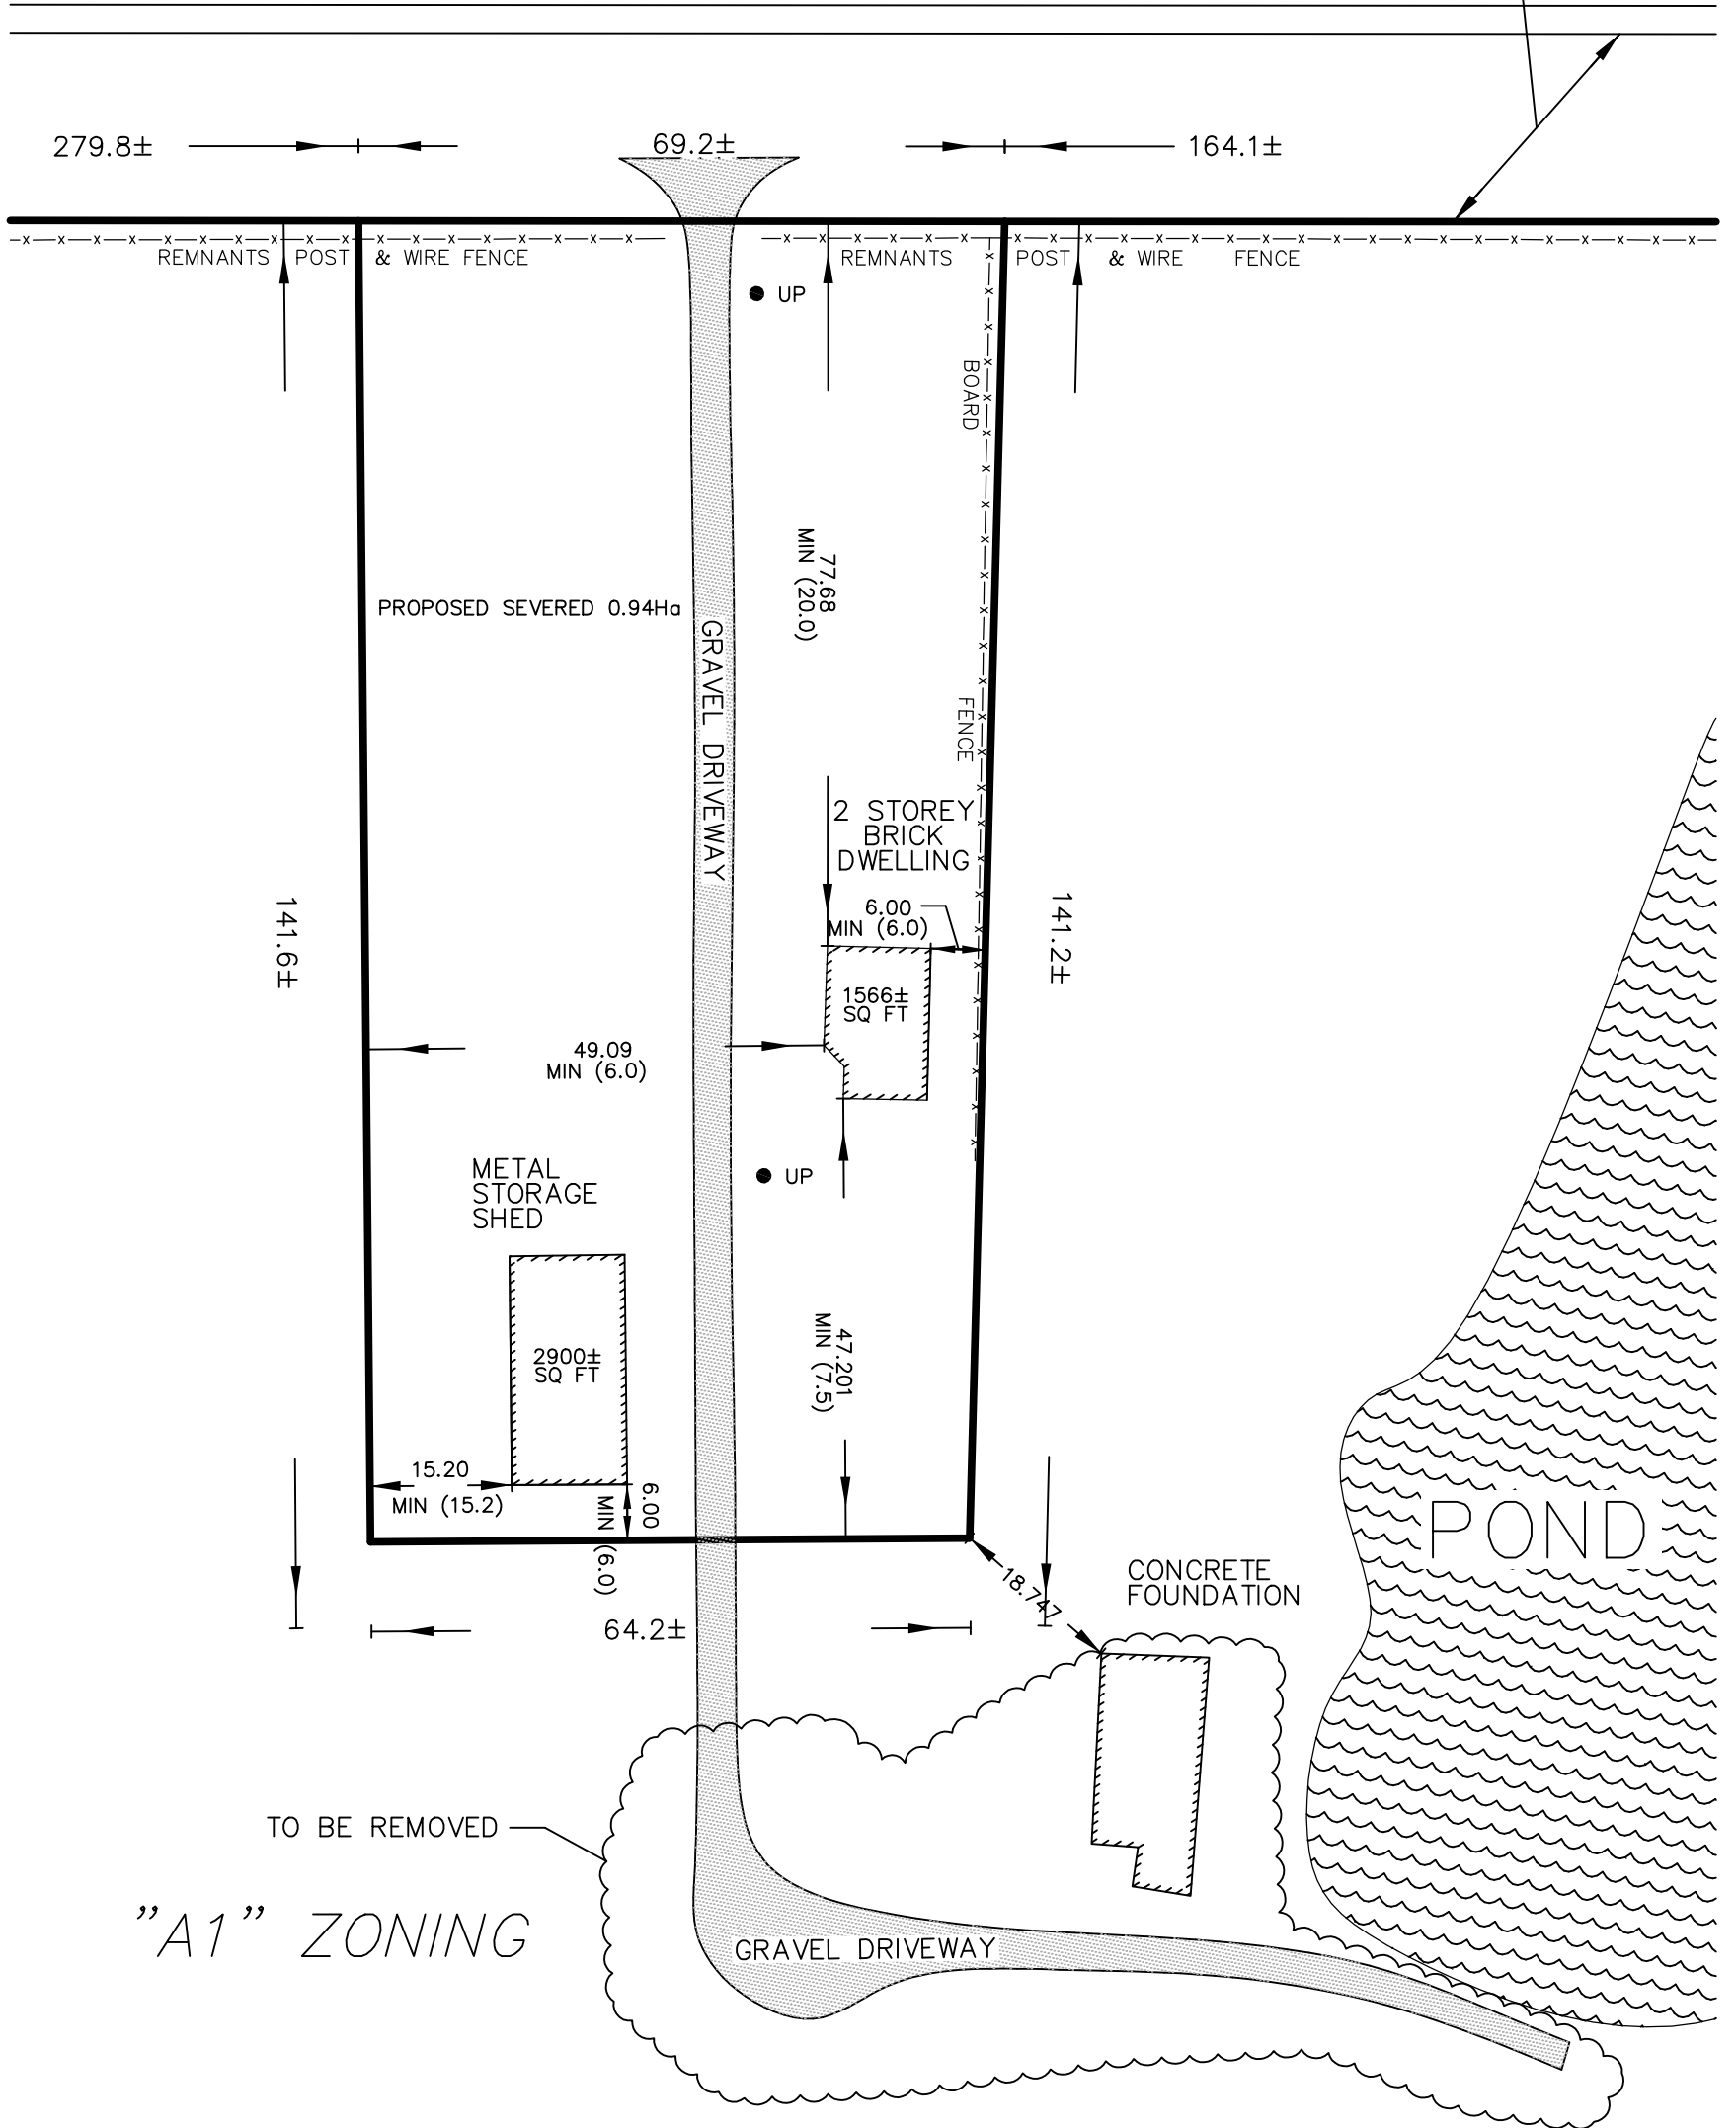 279.8±
69.2±
164.1±
REMNANTS POST & WIRE FENCE
REMNANTS POST & WIRE FENCE
UP
BOARD
FENCE
77.68
MIN (20.0)
PROPOSED SEVERED 0.94Ha
GRAVEL DRIVEWAY
2 STOREY
BRICK
DWELLING
6.00
MIN (6.0)
141.6±
141.2±
1566±
SQ FT
49.09
MIN (6.0)
UP
METAL
STORAGE
SHED
2900±
SQ FT
47.201
MIN (7.5)
15.20
MIN (15.2)
6.00
MIN (6.0)
64.2±
18.747
CONCRETE
FOUNDATION
POND
TO BE REMOVED
"A1" ZONING
GRAVEL DRIVEWAY